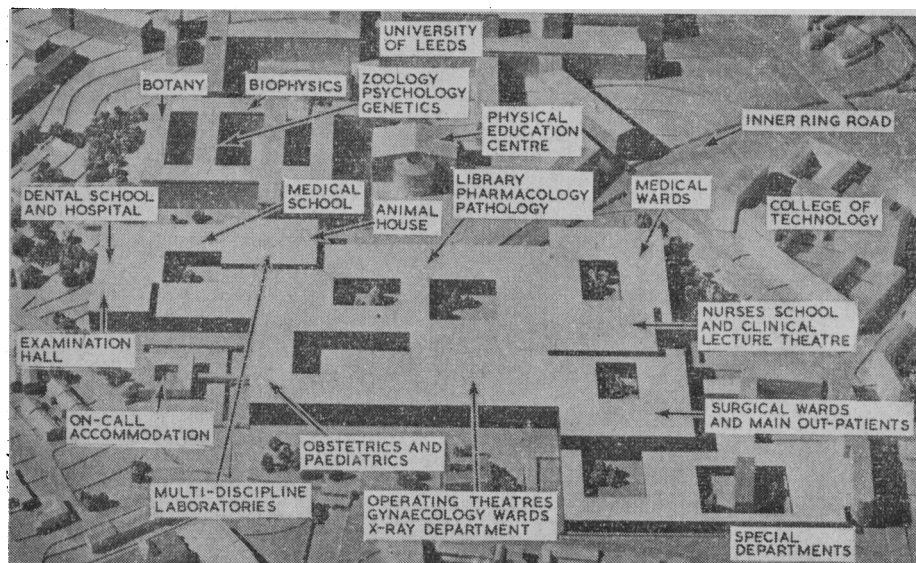 UNIVERSITY
OF LEEDS
BOTANY
BIOPHYSICS
ZOOLOGY
PSYCHOLOGY
GENETICS
PHYSICAL
EDUCATION
CENTRE
INNER RING ROAD
DENTAL SCHOOL
AND HOSPITAL
MEDICAL
SCHOOL
ANIMAL
HOUSE
LIBRARY
PHARMACOLOGY
PATHOLOGY
MEDICAL
WARDS
COLLEGE OF
TECHNOLOGY
EXAMINATION
HALL
NURSES SCHOOL
AND CLINICAL
LECTURE THEATRE
ON-CALL
ACCOMMODATION
OBSTETRICS AND
PAEDIATRICS
SURGICAL WARDS
AND MAIN OUT-PATIENTS
MULTI-DISCIPLINE
LABORATORIES
OPERATING THEATRES
GYNAECOLOGY WARDS
X-RAY DEPARTMENT
SPECIAL
DEPARTMENTS